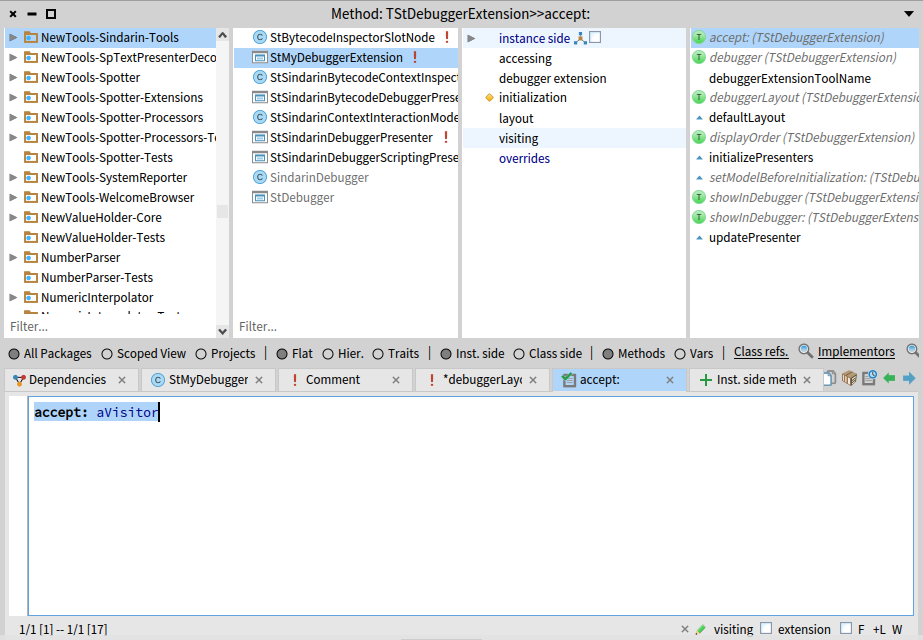 Method: TStDebuggerExtension>>accept:
NewTools-Sindarin-Tools
NewTools-SpTextPresenterDeco
NewTools-Spotter
NewTools-Spotter-Extensions
NewTools-Spotter-Processors
NewTools-Spotter-Processors-T
NewTools-Spotter-Tests
NewTools-SystemReporter
NewTools-WelcomeBrowser
NewValueHolder-Core
NewValueHolder-Tests
NumberParser
NumberParser-Tests
NumericInterpolator
Filter...
StBytecodeInspectorSlotNode !
StMyDebuggerExtension !
StSindarinBytecodeContextInspect
StSindarinBytecodeDebuggerPrese
StSindarinContextInteractionMode
StSindarinDebuggerPresenter !
StSindarinDebuggerScriptingPrese
SindarinDebugger
StDebugger
Filter...
instance side
accessing
debugger extension
initialization
layout
visiting
overrides
accept: (TStDebuggerExtension)
debugger (TStDebuggerExtension)
debuggerExtensionToolName
debuggerLayout (TStDebuggerExtensio
defaultLayout
displayOrder (TStDebuggerExtension)
initializePresenters
setModelBeforeInitialization: (TStDebu
showInDebugger (TStDebuggerExtensi
showInDebugger: (TStDebuggerExtens
updatePresenter
All Packages Scoped View Projects | Flat Hier. Traits | Inst. side Class side | Methods Vars | Class refs. Implementors
Dependencies × StMyDebugger × ! Comment × ! *debuggerLay × accept: × + Inst. side meth ×
accept: aVisitor
1/1 [1] -- 1/1 [17]
× visiting extension F +L W